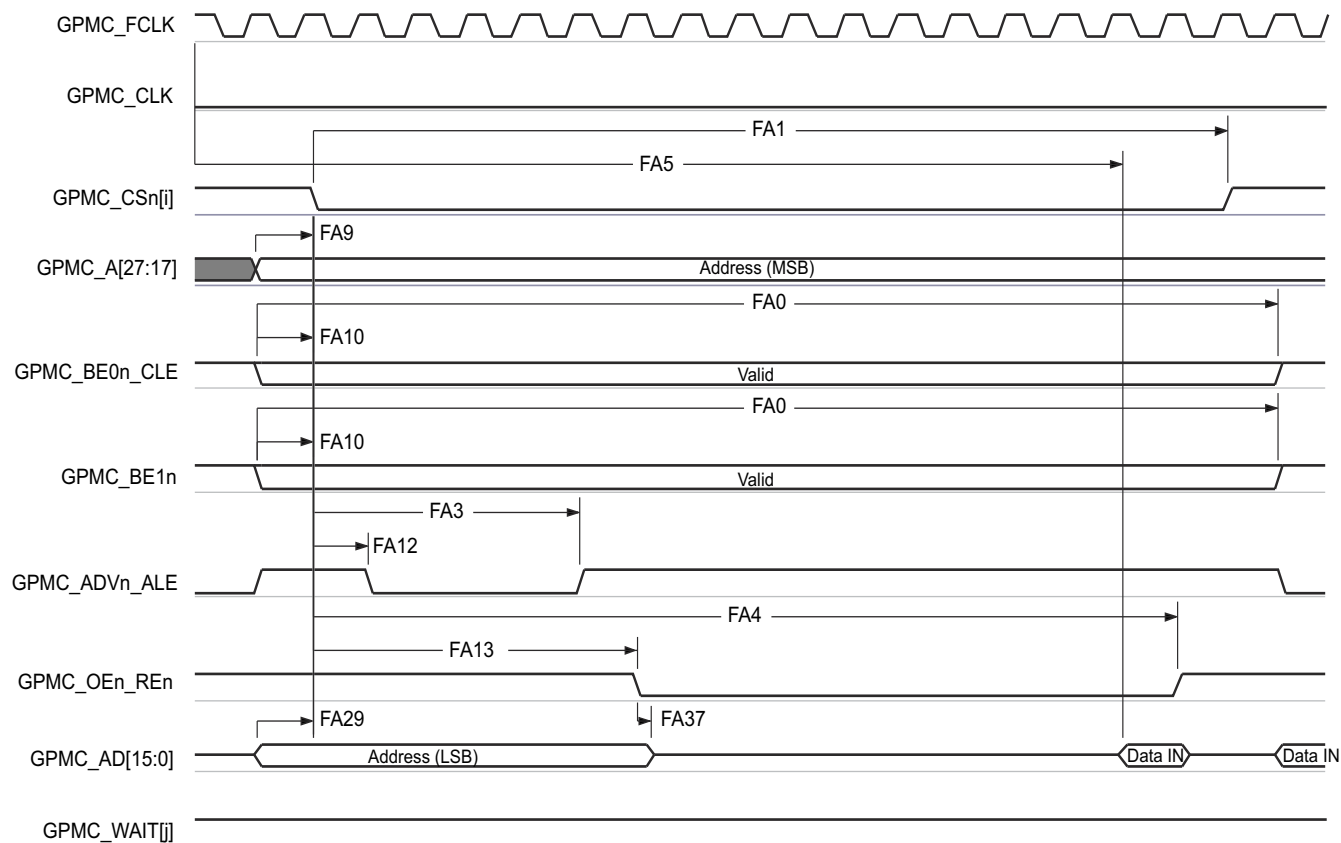 GPMC_FCLK
GPMC_CLK
FA1
FA5
GPMC_CSn[i]
FA9
GPMC_A[27:17]
Address (MSB)
FA0
FA10
GPMC_BE0n_CLE
Valid
FA0
FA10
GPMC_BE1n
Valid
FA3
FA12
GPMC_ADVn_ALE
FA4
FA13
GPMC_OEn_REn
FA29
FA37
GPMC_AD[15:0]
Address (LSB)
Data IN
Data IN
GPMC_WAIT[j]